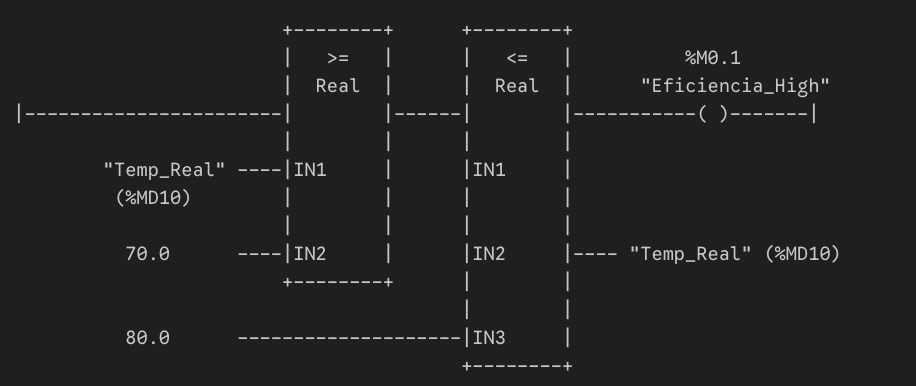 +--------+      +--------+
|   >=   |      |   <=   |         %M0.1
|  Real  |      |  Real  |      "Eficiencia_High"
|---------------------|        |------|        |----------( )-------|
|        |      |        |
"Temp_Real" ----|IN1     |      |IN1     |
(%MD10)         |        |      |        |
|        |      |        |
70.0      ----|IN2     |      |IN2     |---- "Temp_Real" (%MD10)
+--------+      |        |
|        |
80.0      ------------------|IN3     |
+--------+